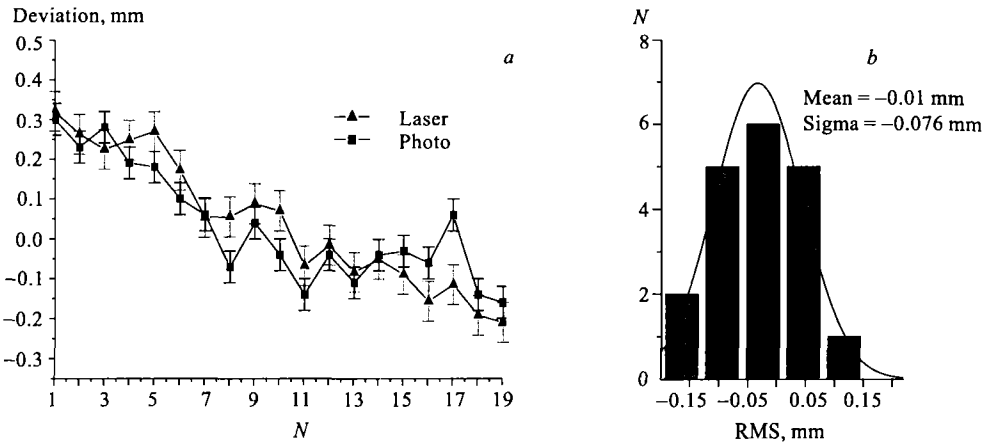 Deviation, mm
0.5
0.4
0.3
0.2
0.1
0.0
−0.1
−0.2
−0.3
1 3 5 7 9 11 13 15 17 19
N
a
Laser
Photo
N
8
6
4
2
0
b
Mean = −0.01 mm
Sigma = −0.076 mm
−0.15 −0.05 0.05 0.15
RMS, mm